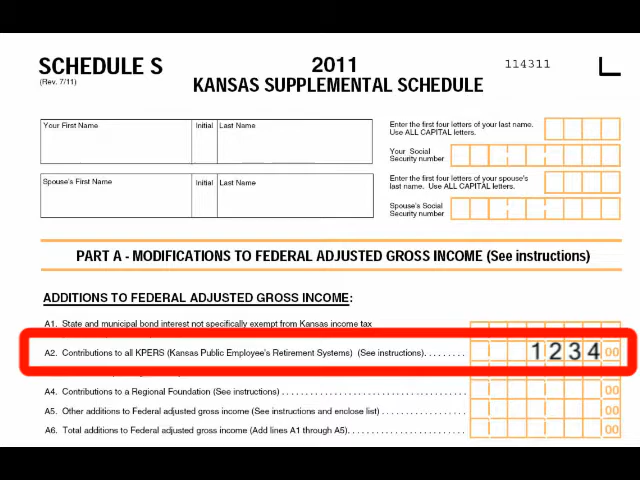 SCHEDULE S
(Rev. 7/11)
2011
KANSAS SUPPLEMENTAL SCHEDULE
114311
Your First Name Initial Last Name
Enter the first four letters of your last name.
Use ALL CAPITAL letters.
Your Social
Security number
Spouse's First Name Initial Last Name
Enter the first four letters of your spouse's
last name. Use ALL CAPITAL letters.
Spouse's Social
Security number
PART A - MODIFICATIONS TO FEDERAL ADJUSTED GROSS INCOME (See instructions)
ADDITIONS TO FEDERAL ADJUSTED GROSS INCOME:
A1. State and municipal bond interest not specifically exempt from Kansas income tax
A2. Contributions to all KPERS (Kansas Public Employee's Retirement Systems) (See instructions). . . . . . . . . 1234 00
A4. Contributions to a Regional Foundation (See instructions) . . . . . . . . . . . . . . . . . . . . . . . . . . . . . . . . . . . . . 00
A5. Other additions to Federal adjusted gross income (See instructions and enclose list) . . . . . . . . . . . . . . . . . 00
A6. Total additions to Federal adjusted gross income (Add lines A1 through A5). . . . . . . . . . . . . . . . . . . . . . . . 00